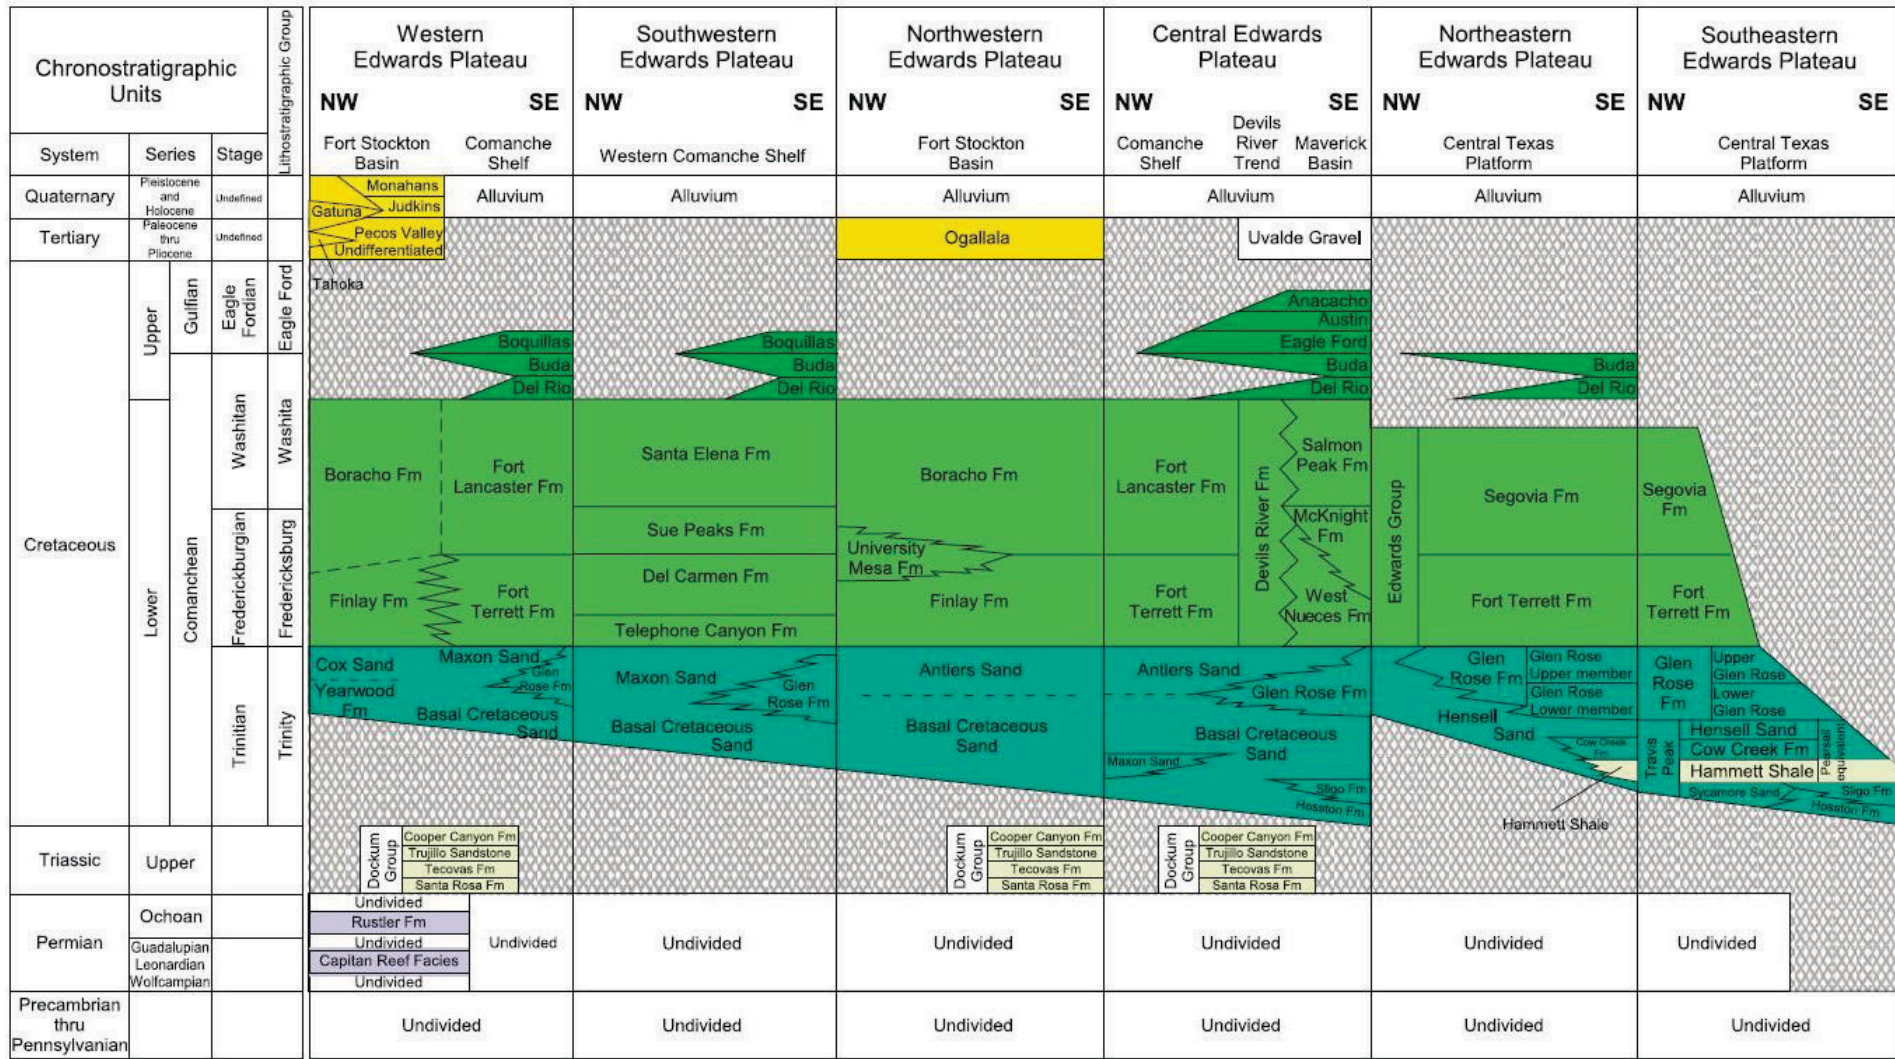 Chronostratigraphic
Units
Lithostratigraphic Group
Western
Edwards Plateau
NW SE
Fort Stockton
Basin
Comanche
Shelf
Southwestern
Edwards Plateau
NW SE
Western Comanche Shelf
Northwestern
Edwards Plateau
NW SE
Fort Stockton
Basin
Central Edwards
Plateau
NW SE
Comanche
Shelf
Devils
River
Trend
Maverick
Basin
Northeastern
Edwards Plateau
NW SE
Central Texas
Platform
Southeastern
Edwards Plateau
NW SE
Central Texas
Platform
System Series Stage
Quaternary
Pleistocene
and
Holocene
Undefined
Monahans
Judkins
Gatuna
Alluvium
Alluvium
Alluvium
Alluvium
Alluvium
Alluvium
Tertiary
Paleocene
thru
Pliocene
Undefined
Pecos Valley
Undifferentiated
Tahoka
Ogallala
Uvalde Gravel
Cretaceous
Upper
Lower
Gulfian
Comanchean
Eagle
Fordian
Washitan
Frederickburgian
Trinitian
Eagle Ford
Washita
Fredericksburg
Trinity
Boquillas
Buda
Del Rio
Boracho Fm
Fort
Lancaster Fm
Finlay Fm
Fort
Terrett Fm
Cox Sand
Yearwood
Fm
Maxon Sand
Glen
Rose Fm
Basal Cretaceous
Sand
Boquillas
Buda
Del Rio
Santa Elena Fm
Sue Peaks Fm
Del Carmen Fm
Telephone Canyon Fm
Maxon Sand
Glen
Rose Fm
Basal Cretaceous
Sand
Boracho Fm
University
Mesa Fm
Finlay Fm
Antlers Sand
Basal Cretaceous
Sand
Anacacho
Austin
Eagle Ford
Buda
Del Rio
Fort
Lancaster Fm
Devils River Fm
Salmon
Peak Fm
McKnight
Fm
Fort
Terrett Fm
West
Nueces Fm
Antlers Sand
Glen Rose Fm
Basal Cretaceous
Sand
Maxon Sand
Sligo Fm
Hosston Fm
Buda
Del Rio
Edwards Group
Segovia Fm
Fort Terrett Fm
Glen
Rose Fm
Glen Rose
Upper member
Glen Rose
Lower member
Hensell
Sand
Cow Creek
Fm
Hammett Shale
Segovia
Fm
Fort
Terrett Fm
Glen
Rose
Fm
Upper
Glen Rose
Lower
Glen Rose
Travis
Peak
Hensell Sand
Cow Creek Fm
Hammett Shale
Pearsall
equivalent
Sycamore Sand
Sligo Fm
Hosston Fm
Triassic
Upper
Dockum
Group
Cooper Canyon Fm
Trujillo Sandstone
Tecovas Fm
Santa Rosa Fm
Dockum
Group
Cooper Canyon Fm
Trujillo Sandstone
Tecovas Fm
Santa Rosa Fm
Dockum
Group
Cooper Canyon Fm
Trujillo Sandstone
Tecovas Fm
Santa Rosa Fm
Permian
Ochoan
Guadalupian
Leonardian
Wolfcampian
Undivided
Rustler Fm
Undivided
Capitan Reef Facies
Undivided
Undivided
Undivided
Undivided
Undivided
Undivided
Undivided
Precambrian
thru
Pennsylvanian
Undivided
Undivided
Undivided
Undivided
Undivided
Undivided